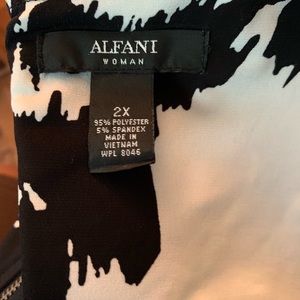 ALFANI
WOMAN
2X
95% POLYESTER
5% SPANDEX
MADE IN
VIETNAM
WPL 8046